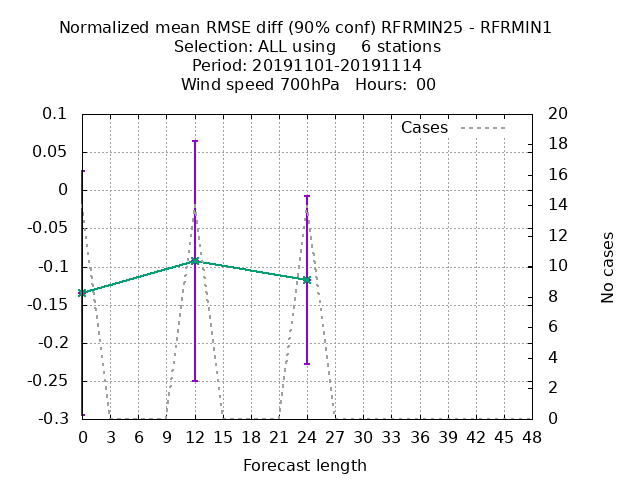 Normalized mean RMSE diff (90% conf) RFRMIN25 - RFRMIN1
Selection: ALL using     6 stations
Period: 20191101-20191114
Wind speed 700hPa   Hours:  00
Cases
0.1
0.05
0
-0.05
-0.1
-0.15
-0.2
-0.25
-0.3
20
18
16
14
12
10
8
6
4
2
0
No cases
0 3 6 9 12 15 18 21 24 27 30 33 36 39 42 45 48
Forecast length